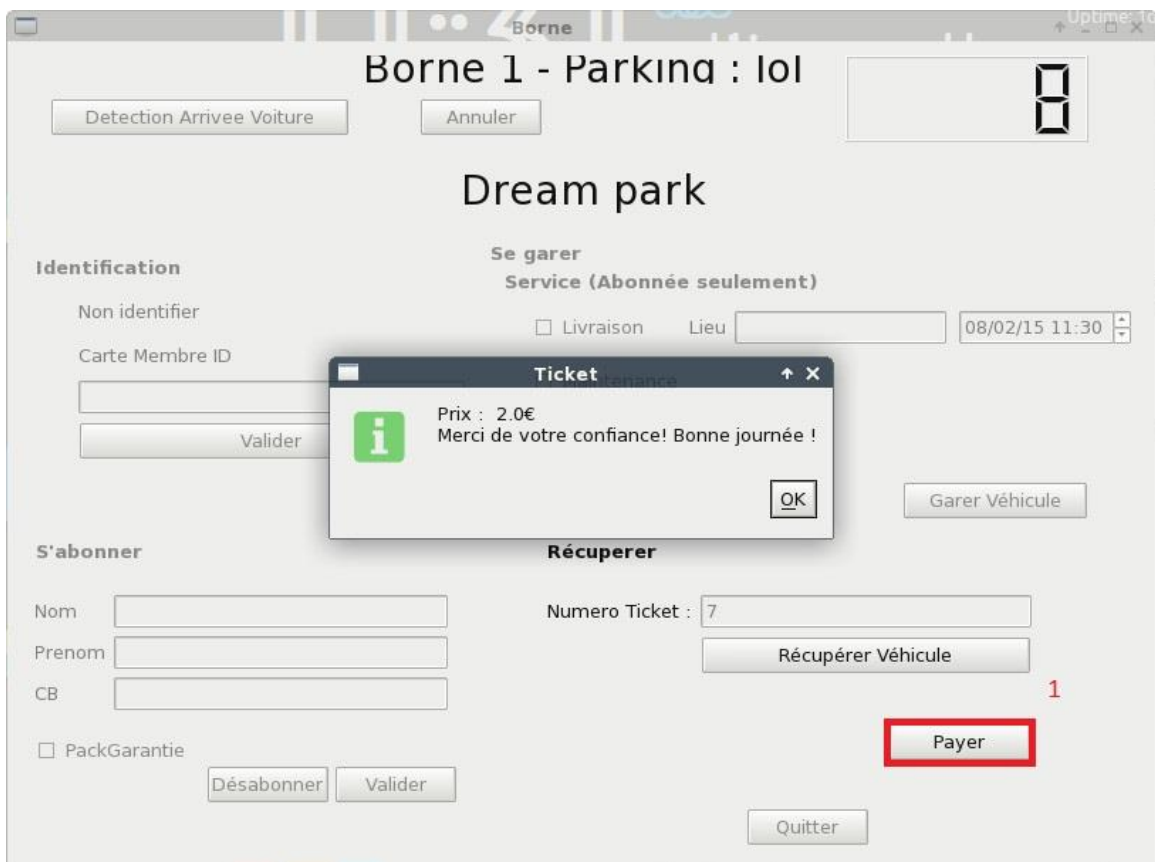 Uptime: 1d
Borne
Borne 1 - Parking : lol
8
Detection Arrivee Voiture
Annuler
Dream park
Identification
Se garer
Service (Abonnée seulement)
Non identifier
Livraison
Lieu
08/02/15 11:30
Carte Membre ID
Maintenance
Ticket
Prix : 2.0€
Merci de votre confiance! Bonne journée !
OK
Valider
Garer Véhicule
S'abonner
Récuperer
Nom
Numero Ticket :
7
Prenom
Récupérer Véhicule
CB
1
Payer
PackGarantie
Désabonner
Valider
Quitter